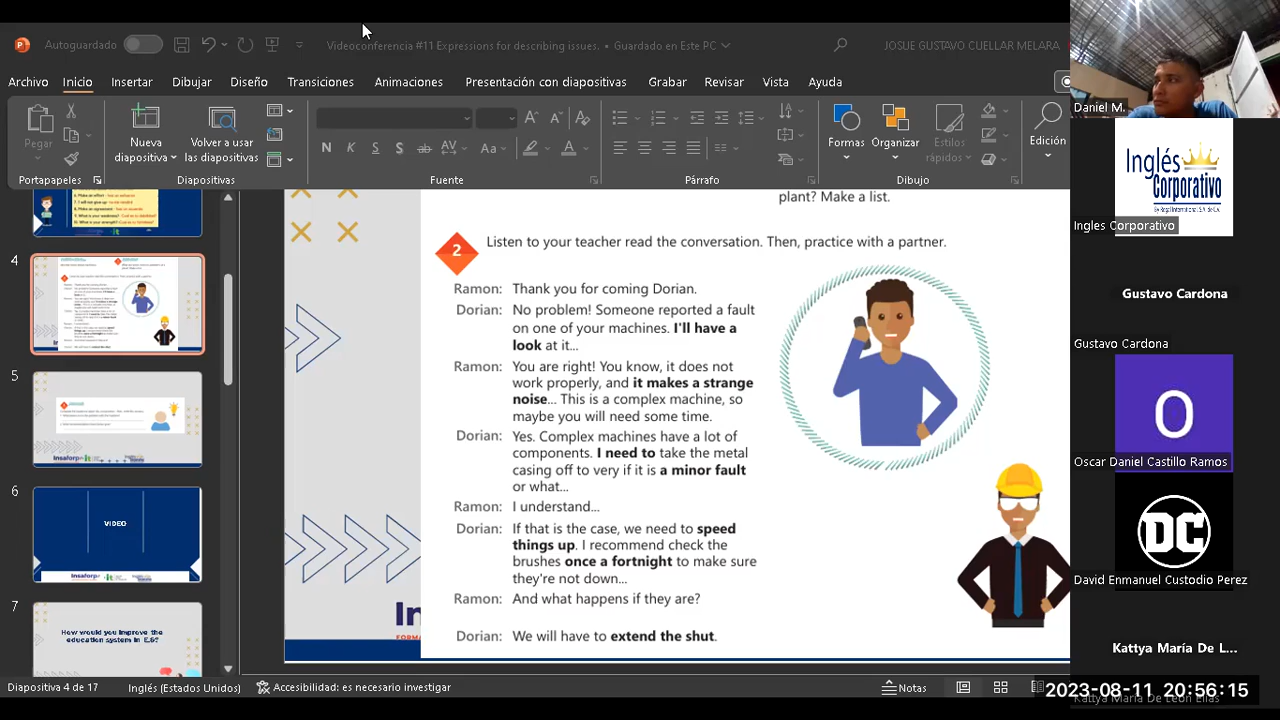 Autoguardado
Videoconferencia #11 Expressions for describing issues. • Guardado en Este PC
JOSUE GUSTAVO CUELLAR MELARA
Archivo Inicio Insertar Dibujar Diseño Transiciones Animaciones Presentación con diapositivas Grabar Revisar Vista Ayuda
Pegar
Nueva diapositiva
Volver a usar las diapositivas
N K S S ab AV Aa A
Formas
Organizar
Estilos rápidos
Edición
Portapapeles
Diapositivas
Fuente
Párrafo
Dibujo
4
5
6
VIDEO
7
How would you improve the
education system in E.S?
plant? Make a list.
2
Listen to your teacher read the conversation. Then, practice with a partner.
Ramon: Thank you for coming Dorian.
Dorian: No problem! Someone reported a fault
on one of your machines. I'll have a
look at it...
Ramon: You are right! You know, it does not
work properly, and it makes a strange
noise... This is a complex machine, so
maybe you will need some time.
Dorian: Yes. Complex machines have a lot of
components. I need to take the metal
casing off to very if it is a minor fault
or what...
Ramon: I understand...
Dorian: If that is the case, we need to speed
things up. I recommend check the
brushes once a fortnight to make sure
they're not down...
Ramon: And what happens if they are?
Dorian: We will have to extend the shut.
Diapositiva 4 de 17
Inglés (Estados Unidos)
Accesibilidad: es necesario investigar
Notas
Daniel M.
Inglés
Corporativo
Ingles Corporativo
Gustavo Cardona
Gustavo Cardona
O
Oscar Daniel Castillo Ramos
DC
David Enmanuel Custodio Perez
Kattya María De L...
Kattya María De León Elías
2023-08-11 20:56:15